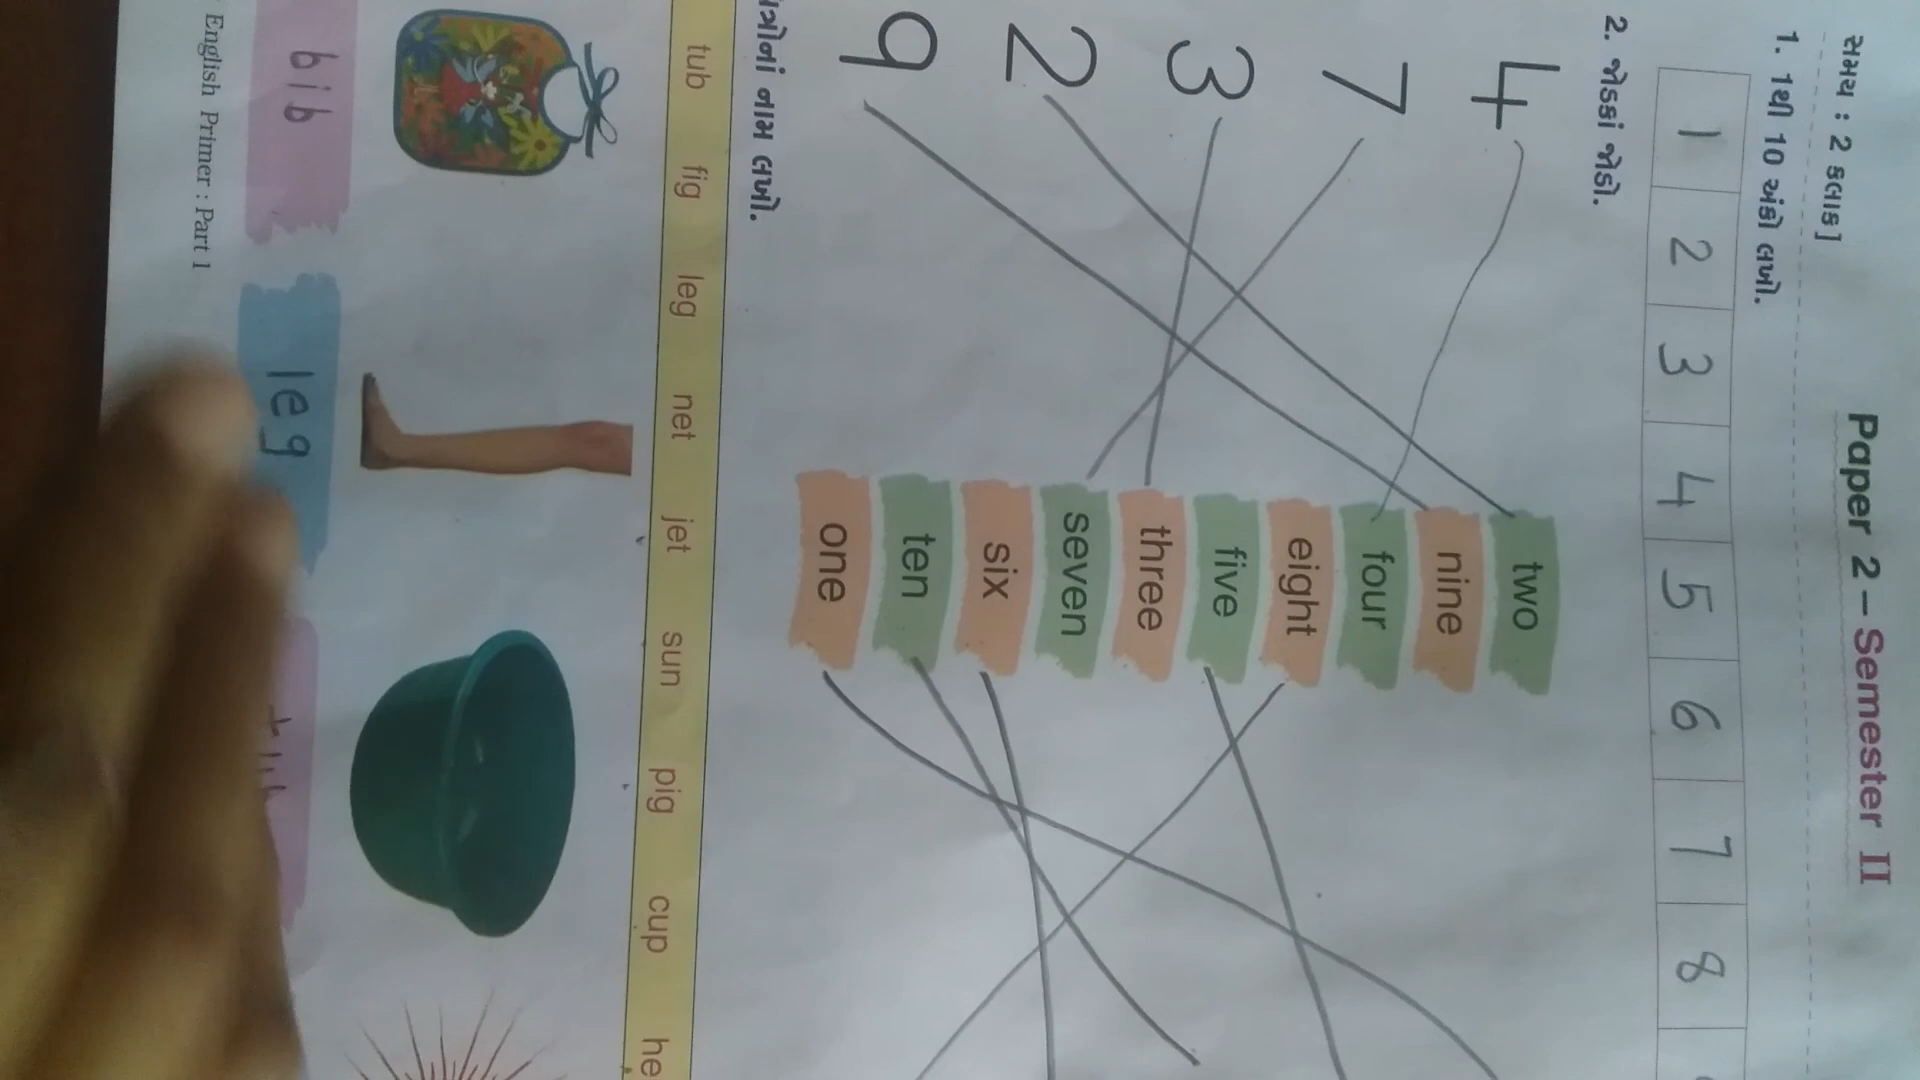 Paper 2 – Semester II
સમય : 2 કલાક]
1. 1થી 10 અંકો લખો.
1 2 3 4 5 6 7 8
2. જોડકાં જોડો.
4
7
3
2
9
two
nine
four
eight
five
three
seven
six
ten
one
નામ લખો.
tub fig leg net jet sun pig cup he
bib leg
English Primer : Part 1